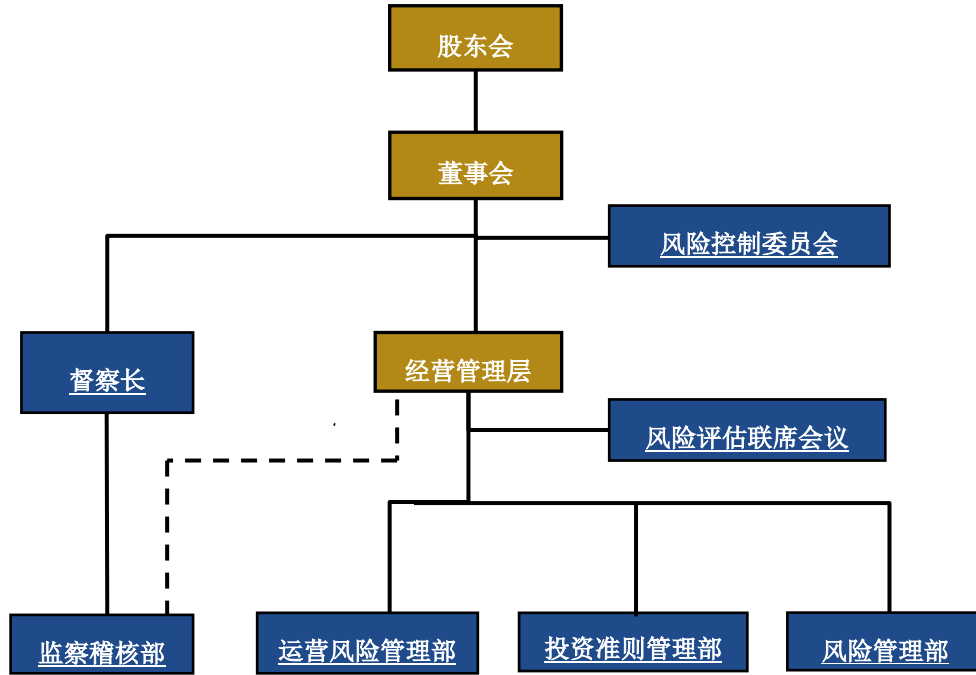 股东会
董事会
风险控制委员会
督察长
经营管理层
风险评估联席会议
监察稽核部
运营风险管理部
投资准则管理部
风险管理部